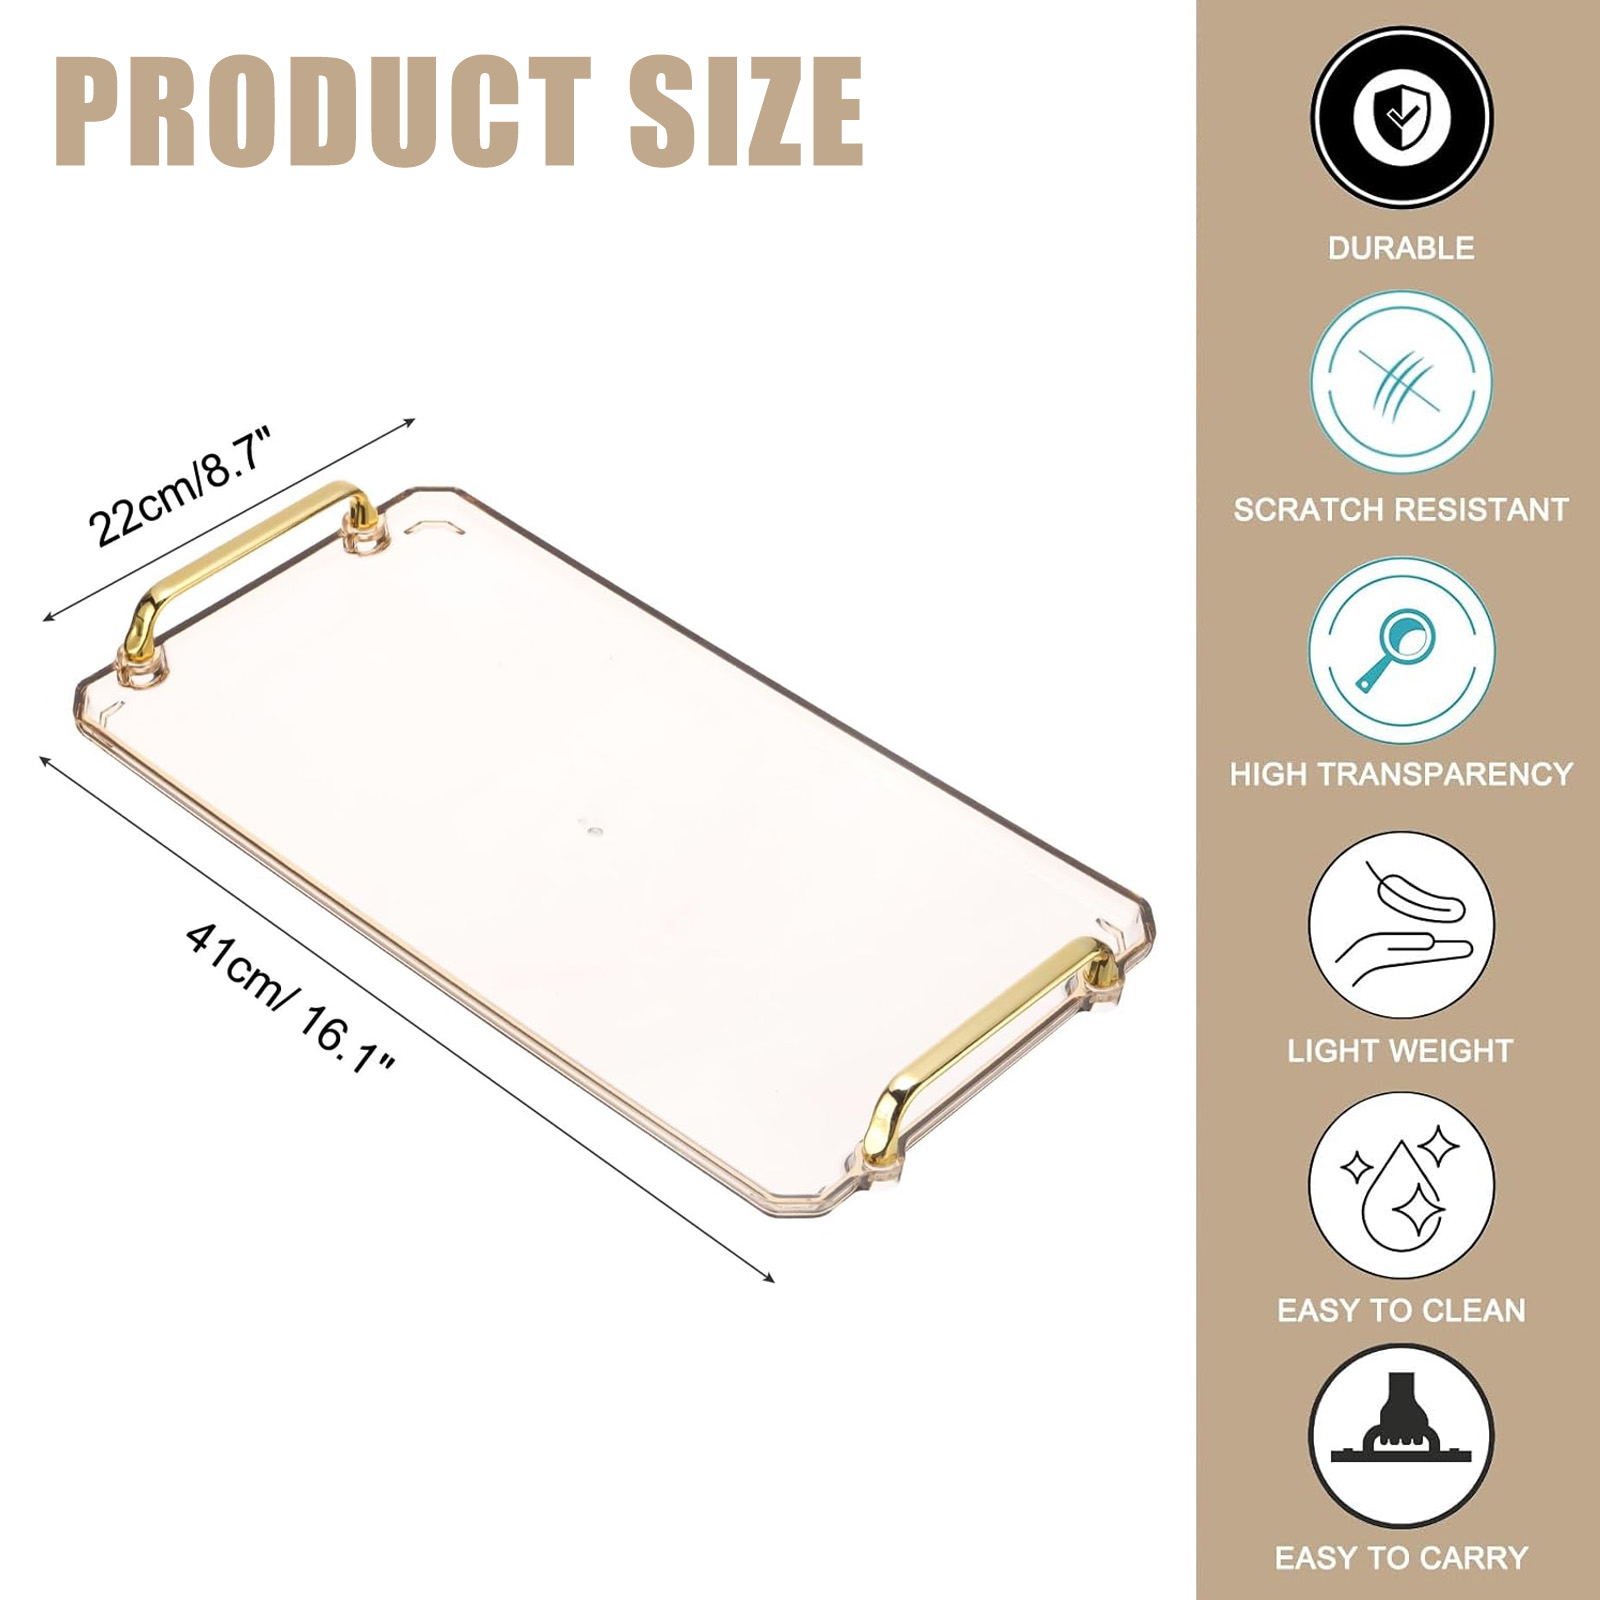 PRODUCT SIZE
22cm/8.7"
41cm/ 16.1"
DURABLE
SCRATCH RESISTANT
HIGH TRANSPARENCY
LIGHT WEIGHT
EASY TO CLEAN
EASY TO CARRY